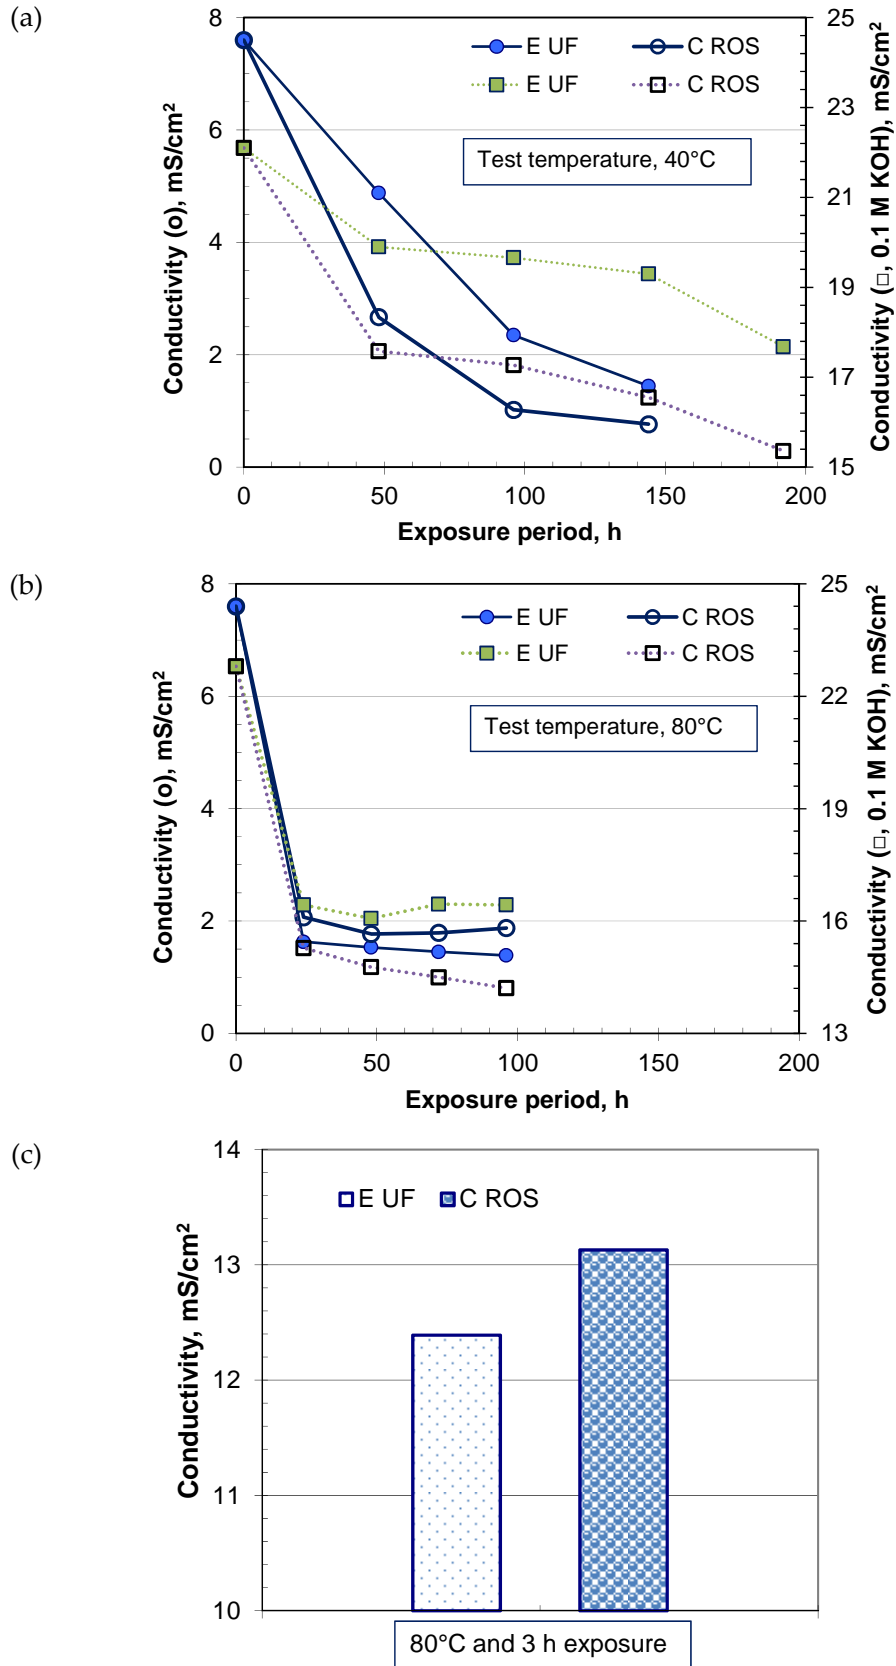 (a)
8
6
4
2
0
25
23
21
19
17
15
0 50 100 150 200
E UF
C ROS
E UF
C ROS
Test temperature, 40°C
Conductivity (o), mS/cm²
Conductivity (□, 0.1 M KOH), mS/cm²
Exposure period, h
(b)
8
6
4
2
0
25
22
19
16
13
0 50 100 150 200
E UF
C ROS
E UF
C ROS
Test temperature, 80°C
Conductivity (o), mS/cm²
Conductivity (□, 0.1 M KOH), mS/cm²
Exposure period, h
(c)
14
13
12
11
10
E UF
C ROS
Conductivity, mS/cm²
80°C and 3 h exposure